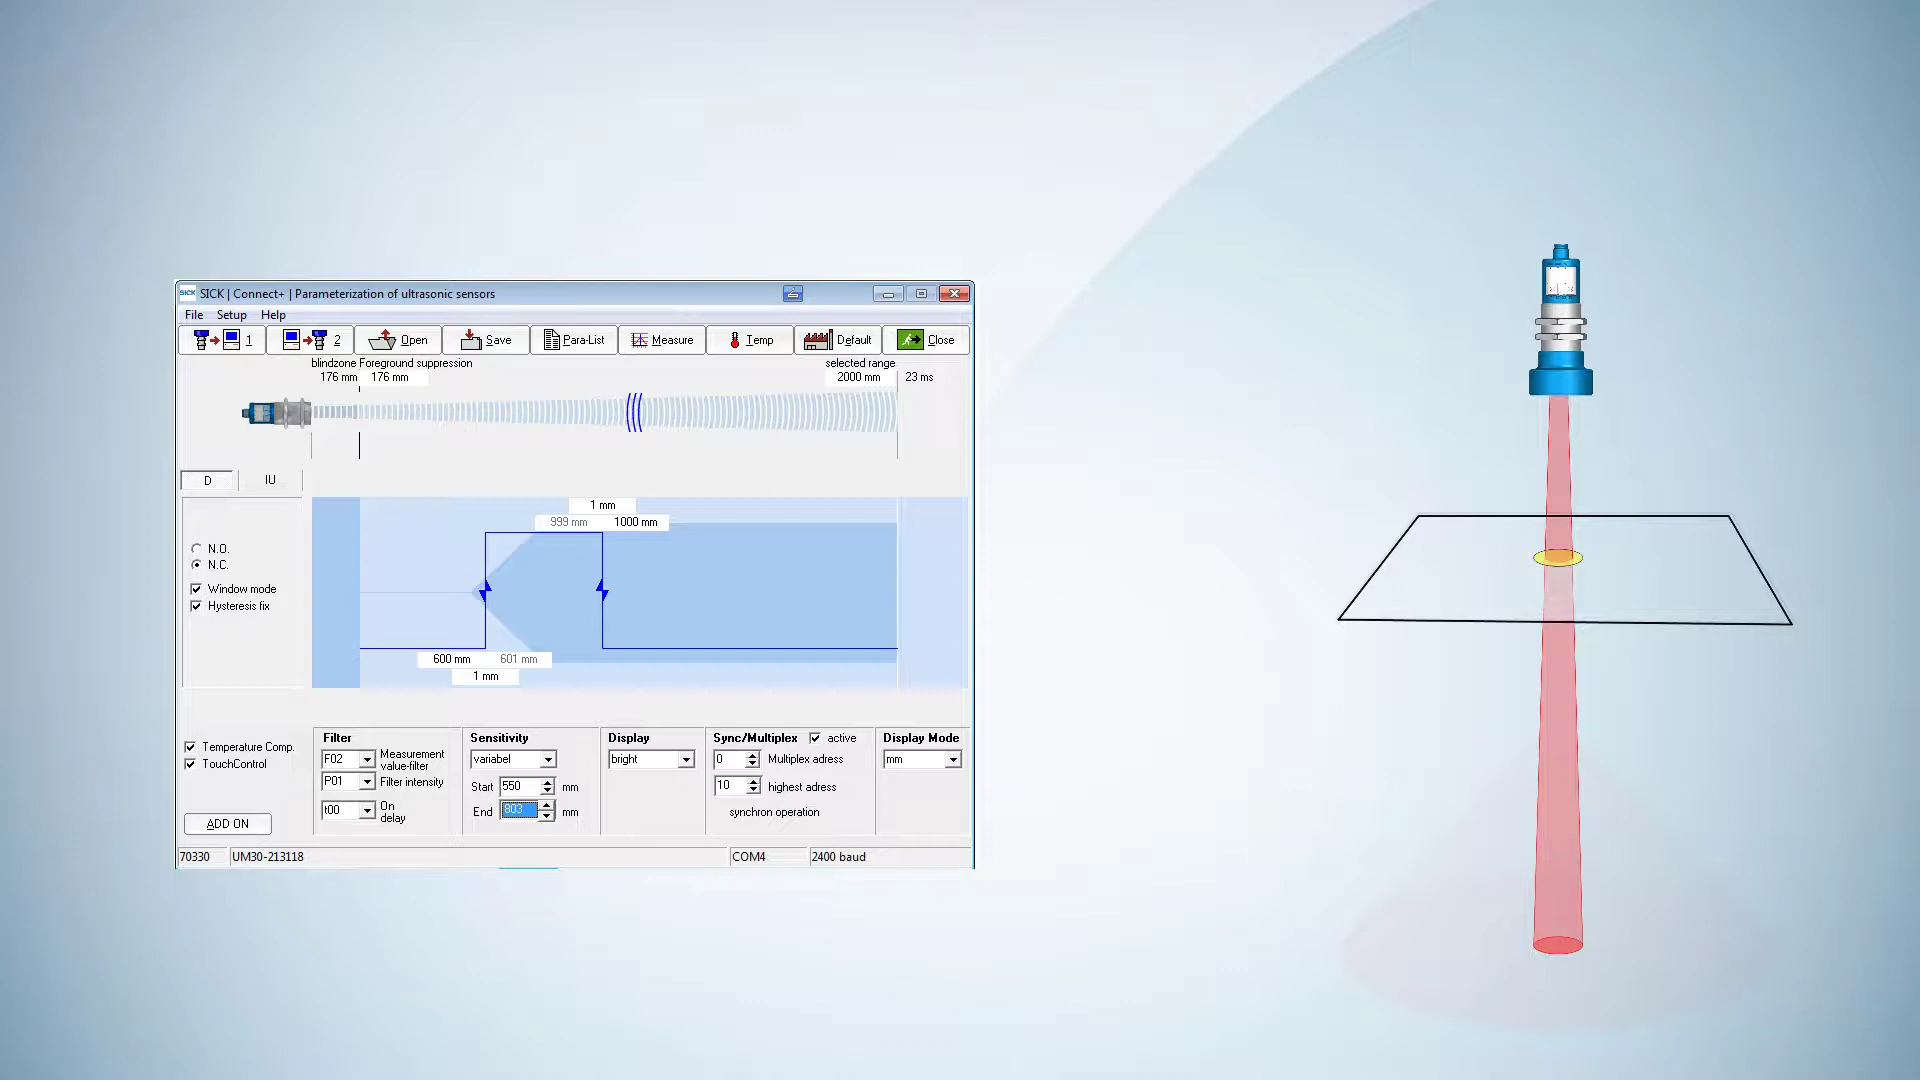 SICK SICK | Connect+ | Parameterization of ultrasonic sensors
File Setup Help
1 2 Open Save Para-List Measure Temp Default Close
blindzone Foreground suppression selected range
176 mm 176 mm 2000 mm 23 ms
D IU
1 mm
999 mm 1000 mm
N.O.
N.C.
Window mode
Hysteresis fix
600 mm 601 mm
1 mm
Temperature Comp.
TouchControl
ADD ON
Filter
F02 Measurement
value-filter
P01 Filter intensity
t00 On
delay
Sensitivity
variabel
Start 550 mm
End 803 mm
Display
bright
Sync/Multiplex active
0 Multiplex adress
10 highest adress
synchron operation
Display Mode
mm
70330 UM30-213118 COM4 2400 baud